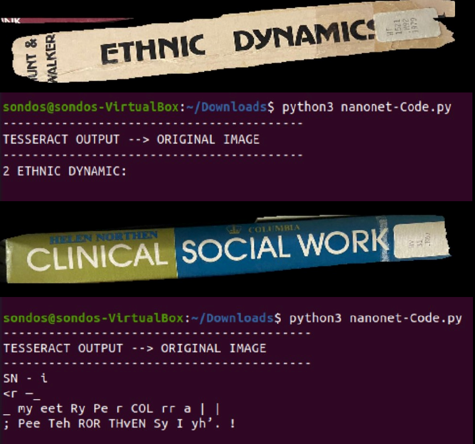 UNT &
WALKER
ETHNIC DYNAMICS
sondos@sondos-VirtualBox:~/Downloads$ python3 nanonet-Code.py
----------------------------------------
TESSERACT OUTPUT --> ORIGINAL IMAGE
----------------------------------------
2 ETHNIC DYNAMIC:
HELEN NORTHEN
COLUMBIA
CLINICAL SOCIAL WORK
sondos@sondos-VirtualBox:~/Downloads$ python3 nanonet-Code.py
-----------------------------------------
TESSERACT OUTPUT --> ORIGINAL IMAGE
-----------------------------------------
SN - i
<r —_
_ my eet Ry Pe r COL rr a | |
; Pee Teh ROR THvEN Sy I yh’. !